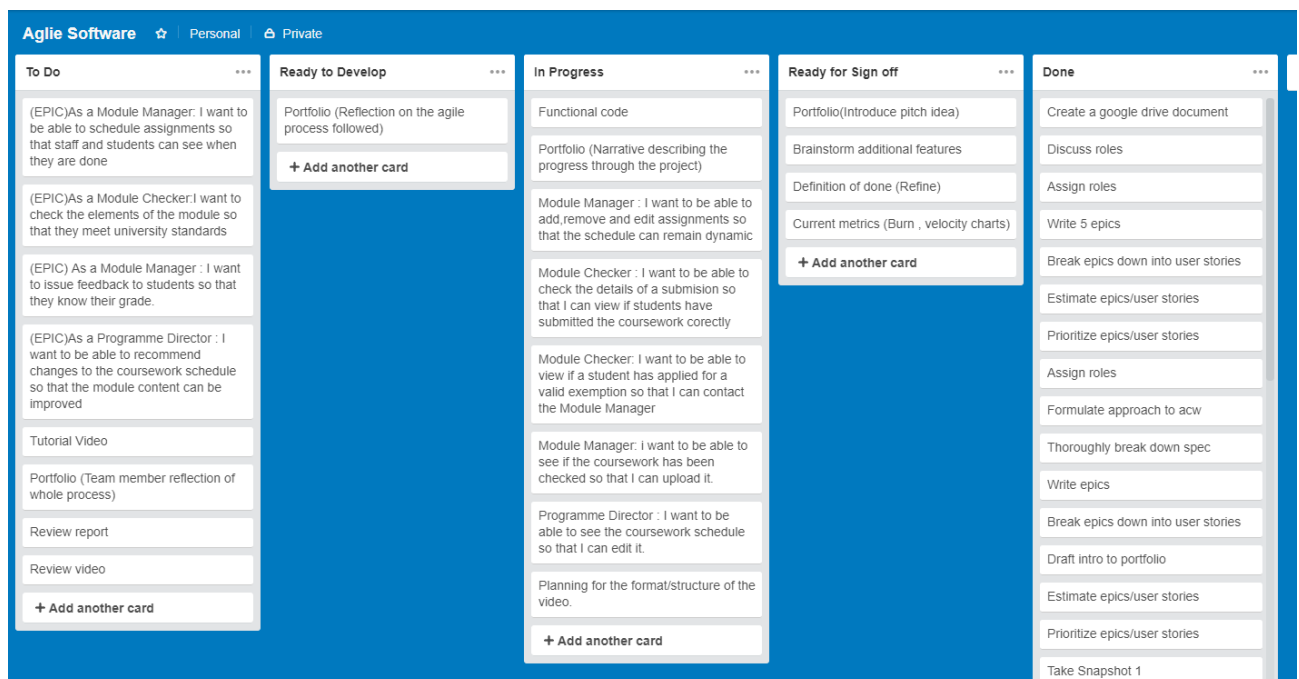 Aglie Software Personal Private
To Do
(EPIC)As a Module Manager: I want to
be able to schedule assignments so
that staff and students can see when
they are done
(EPIC)As a Module Checker:I want to
check the elements of the module so
that they meet university standards
(EPIC) As a Module Manager : I want
to issue feedback to students so that
they know their grade.
(EPIC)As a Programme Director : I
want to be able to recommend
changes to the coursework schedule
so that the module content can be
improved
Tutorial Video
Portfolio (Team member reflection of
whole process)
Review report
Review video
+ Add another card
Ready to Develop
Portfolio (Reflection on the agile
process followed)
+ Add another card
In Progress
Functional code
Portfolio (Narrative describing the
progress through the project)
Module Manager : I want to be able to
add,remove and edit assignments so
that the schedule can remain dynamic
Module Checker : I want to be able to
check the details of a submision so
that I can view if students have
submitted the coursework corectly
Module Checker: I want to be able to
view if a student has applied for a
valid exemption so that I can contact
the Module Manager
Module Manager: i want to be able to
see if the coursework has been
checked so that I can upload it.
Programme Director : I want to be
able to see the coursework schedule
so that I can edit it.
Planning for the format/structure of the
video.
+ Add another card
Ready for Sign off
Portfolio(Introduce pitch idea)
Brainstorm additional features
Definition of done (Refine)
Current metrics (Burn , velocity charts)
+ Add another card
Done
Create a google drive document
Discuss roles
Assign roles
Write 5 epics
Break epics down into user stories
Estimate epics/user stories
Prioritize epics/user stories
Assign roles
Formulate approach to acw
Thoroughly break down spec
Write epics
Break epics down into user stories
Draft intro to portfolio
Estimate epics/user stories
Prioritize epics/user stories
Take Snapshot 1